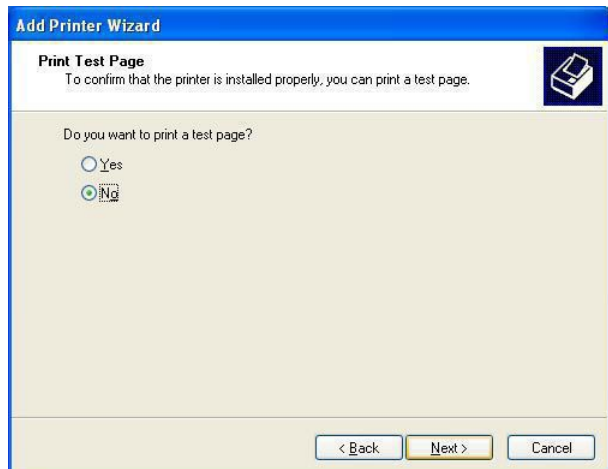 Add Printer Wizard
Print Test Page
To confirm that the printer is installed properly, you can print a test page.
Do you want to print a test page?
Yes
No
< Back
Next >
Cancel